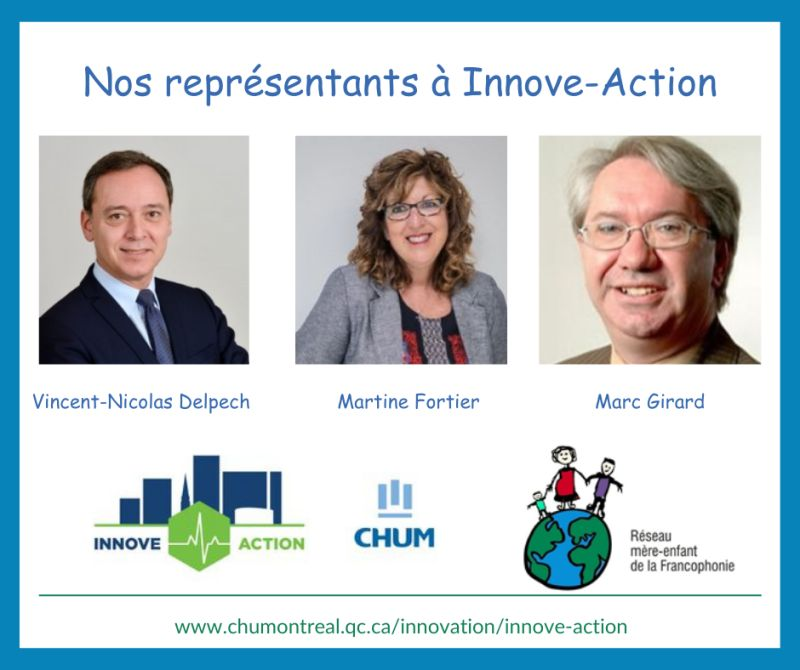 Nos représentants à Innove-Action
Vincent-Nicolas Delpech
Martine Fortier
Marc Girard
INNOVE ACTION
CHUM
Réseau
mère-enfant
de la Francophonie
www.chumontreal.qc.ca/innovation/innove-action